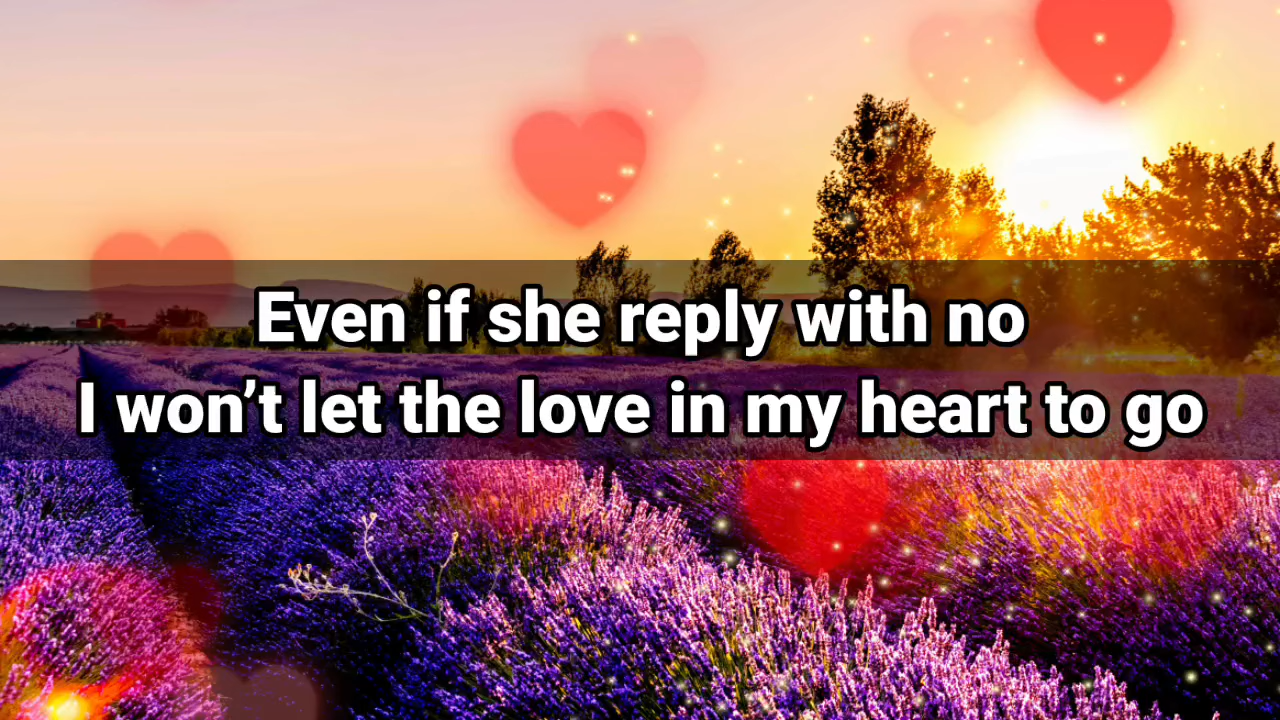 Even if she reply with no
I won’t let the love in my heart to go